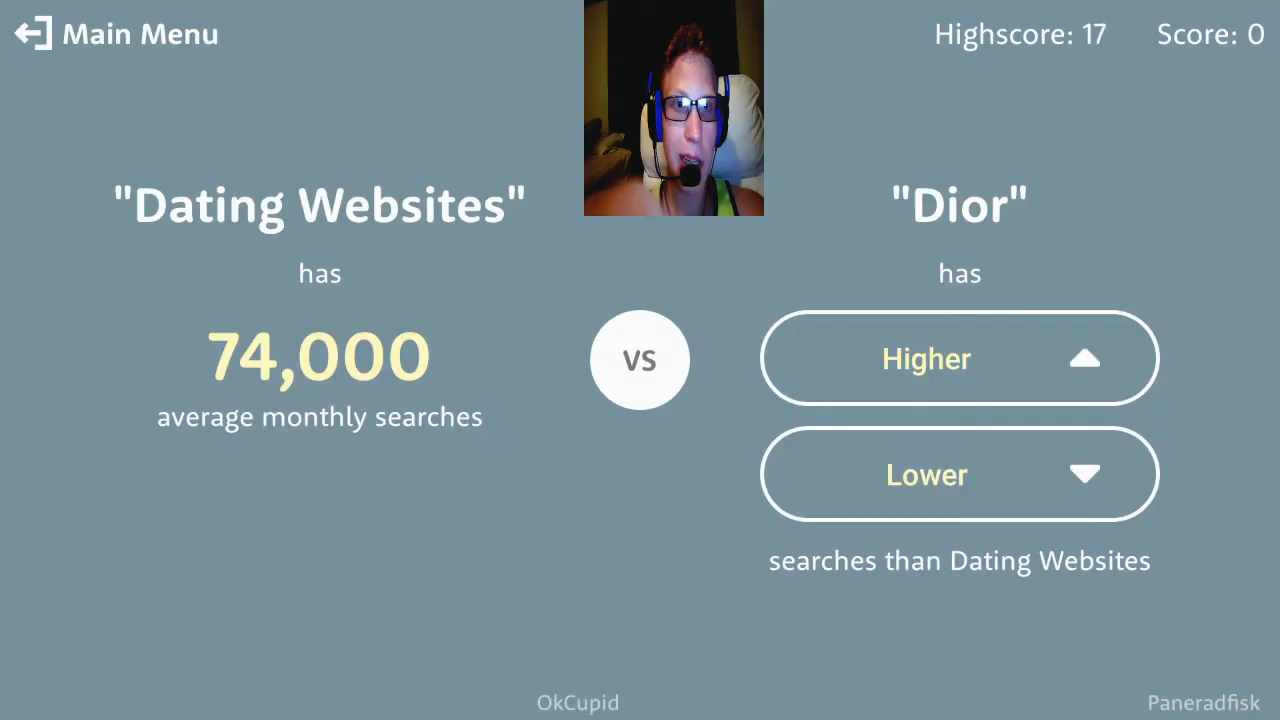 Main Menu
Highscore: 17
Score: 0
"Dating Websites"
has
74,000
average monthly searches
VS
"Dior"
has
Higher
Lower
searches than Dating Websites
OkCupid
Paneradfisk